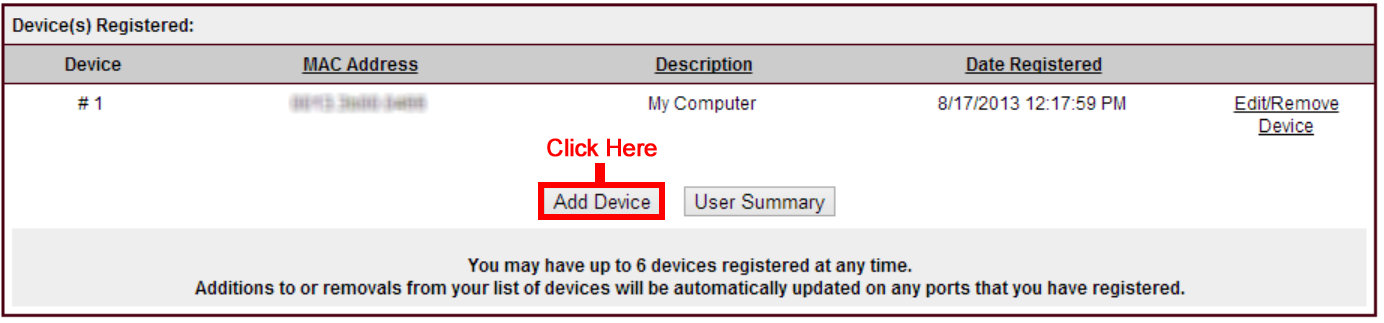 Device(s) Registered:
Device MAC Address Description Date Registered
# 1 My Computer 8/17/2013 12:17:59 PM Edit/Remove
Device
Click Here
Add Device User Summary
You may have up to 6 devices registered at any time.
Additions to or removals from your list of devices will be automatically updated on any ports that you have registered.